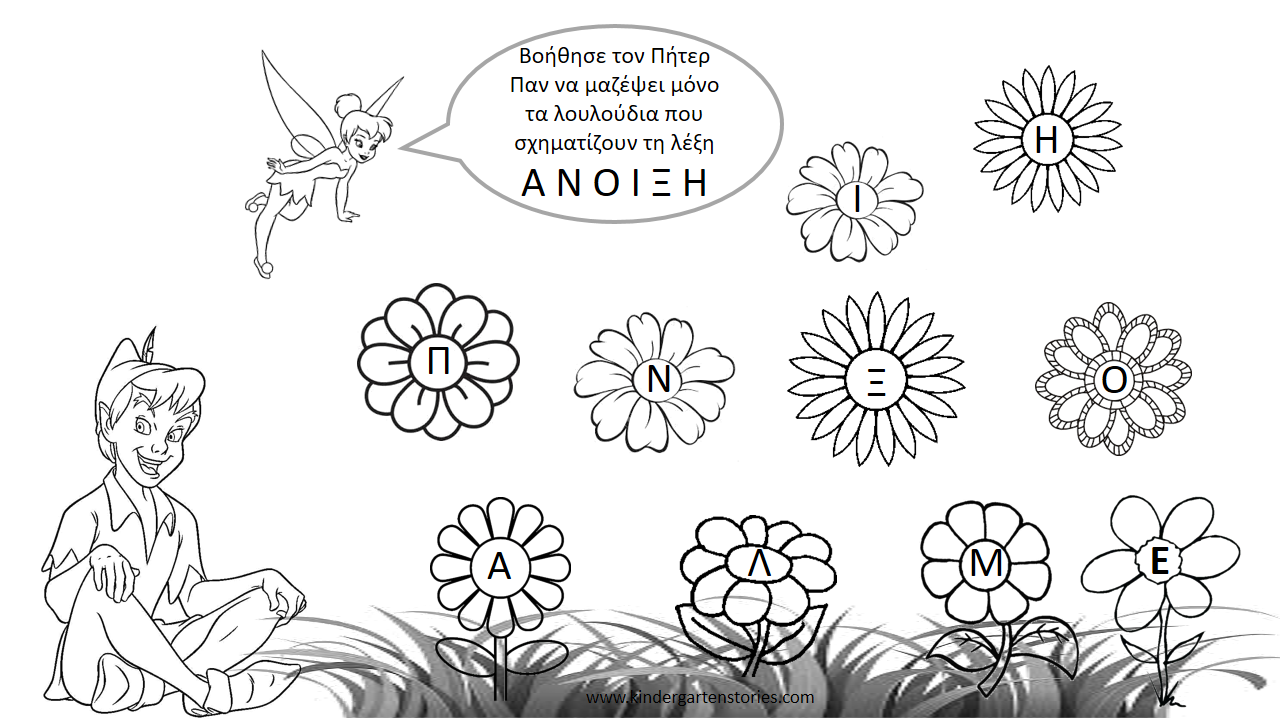 Βοήθησε τον Πήτερ
Παν να μαζέψει μόνο
τα λουλούδια που
σχηματίζουν τη λέξη
Α Ν Ο Ι Ξ Η
Η
Ι
Π
Ν
Ξ
Ο
Α
Λ
Μ
Ε
www.kindergartenstories.com